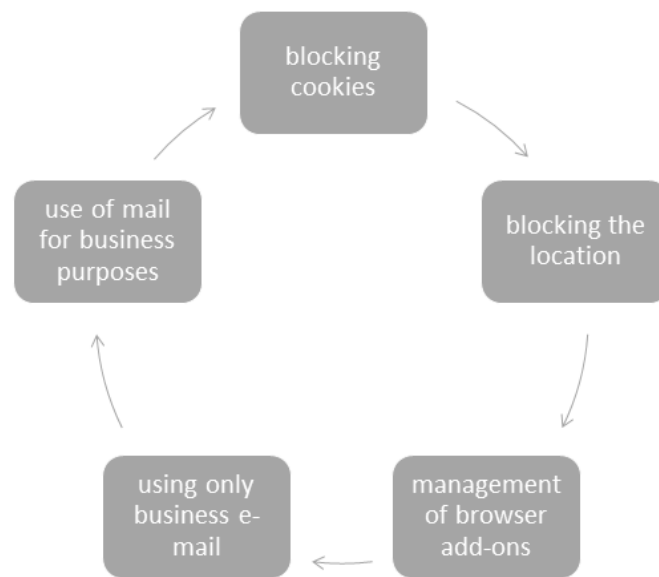 blocking
cookies
blocking the
location
management
of browser
add-ons
using only
business e-
mail
use of mail
for business
purposes